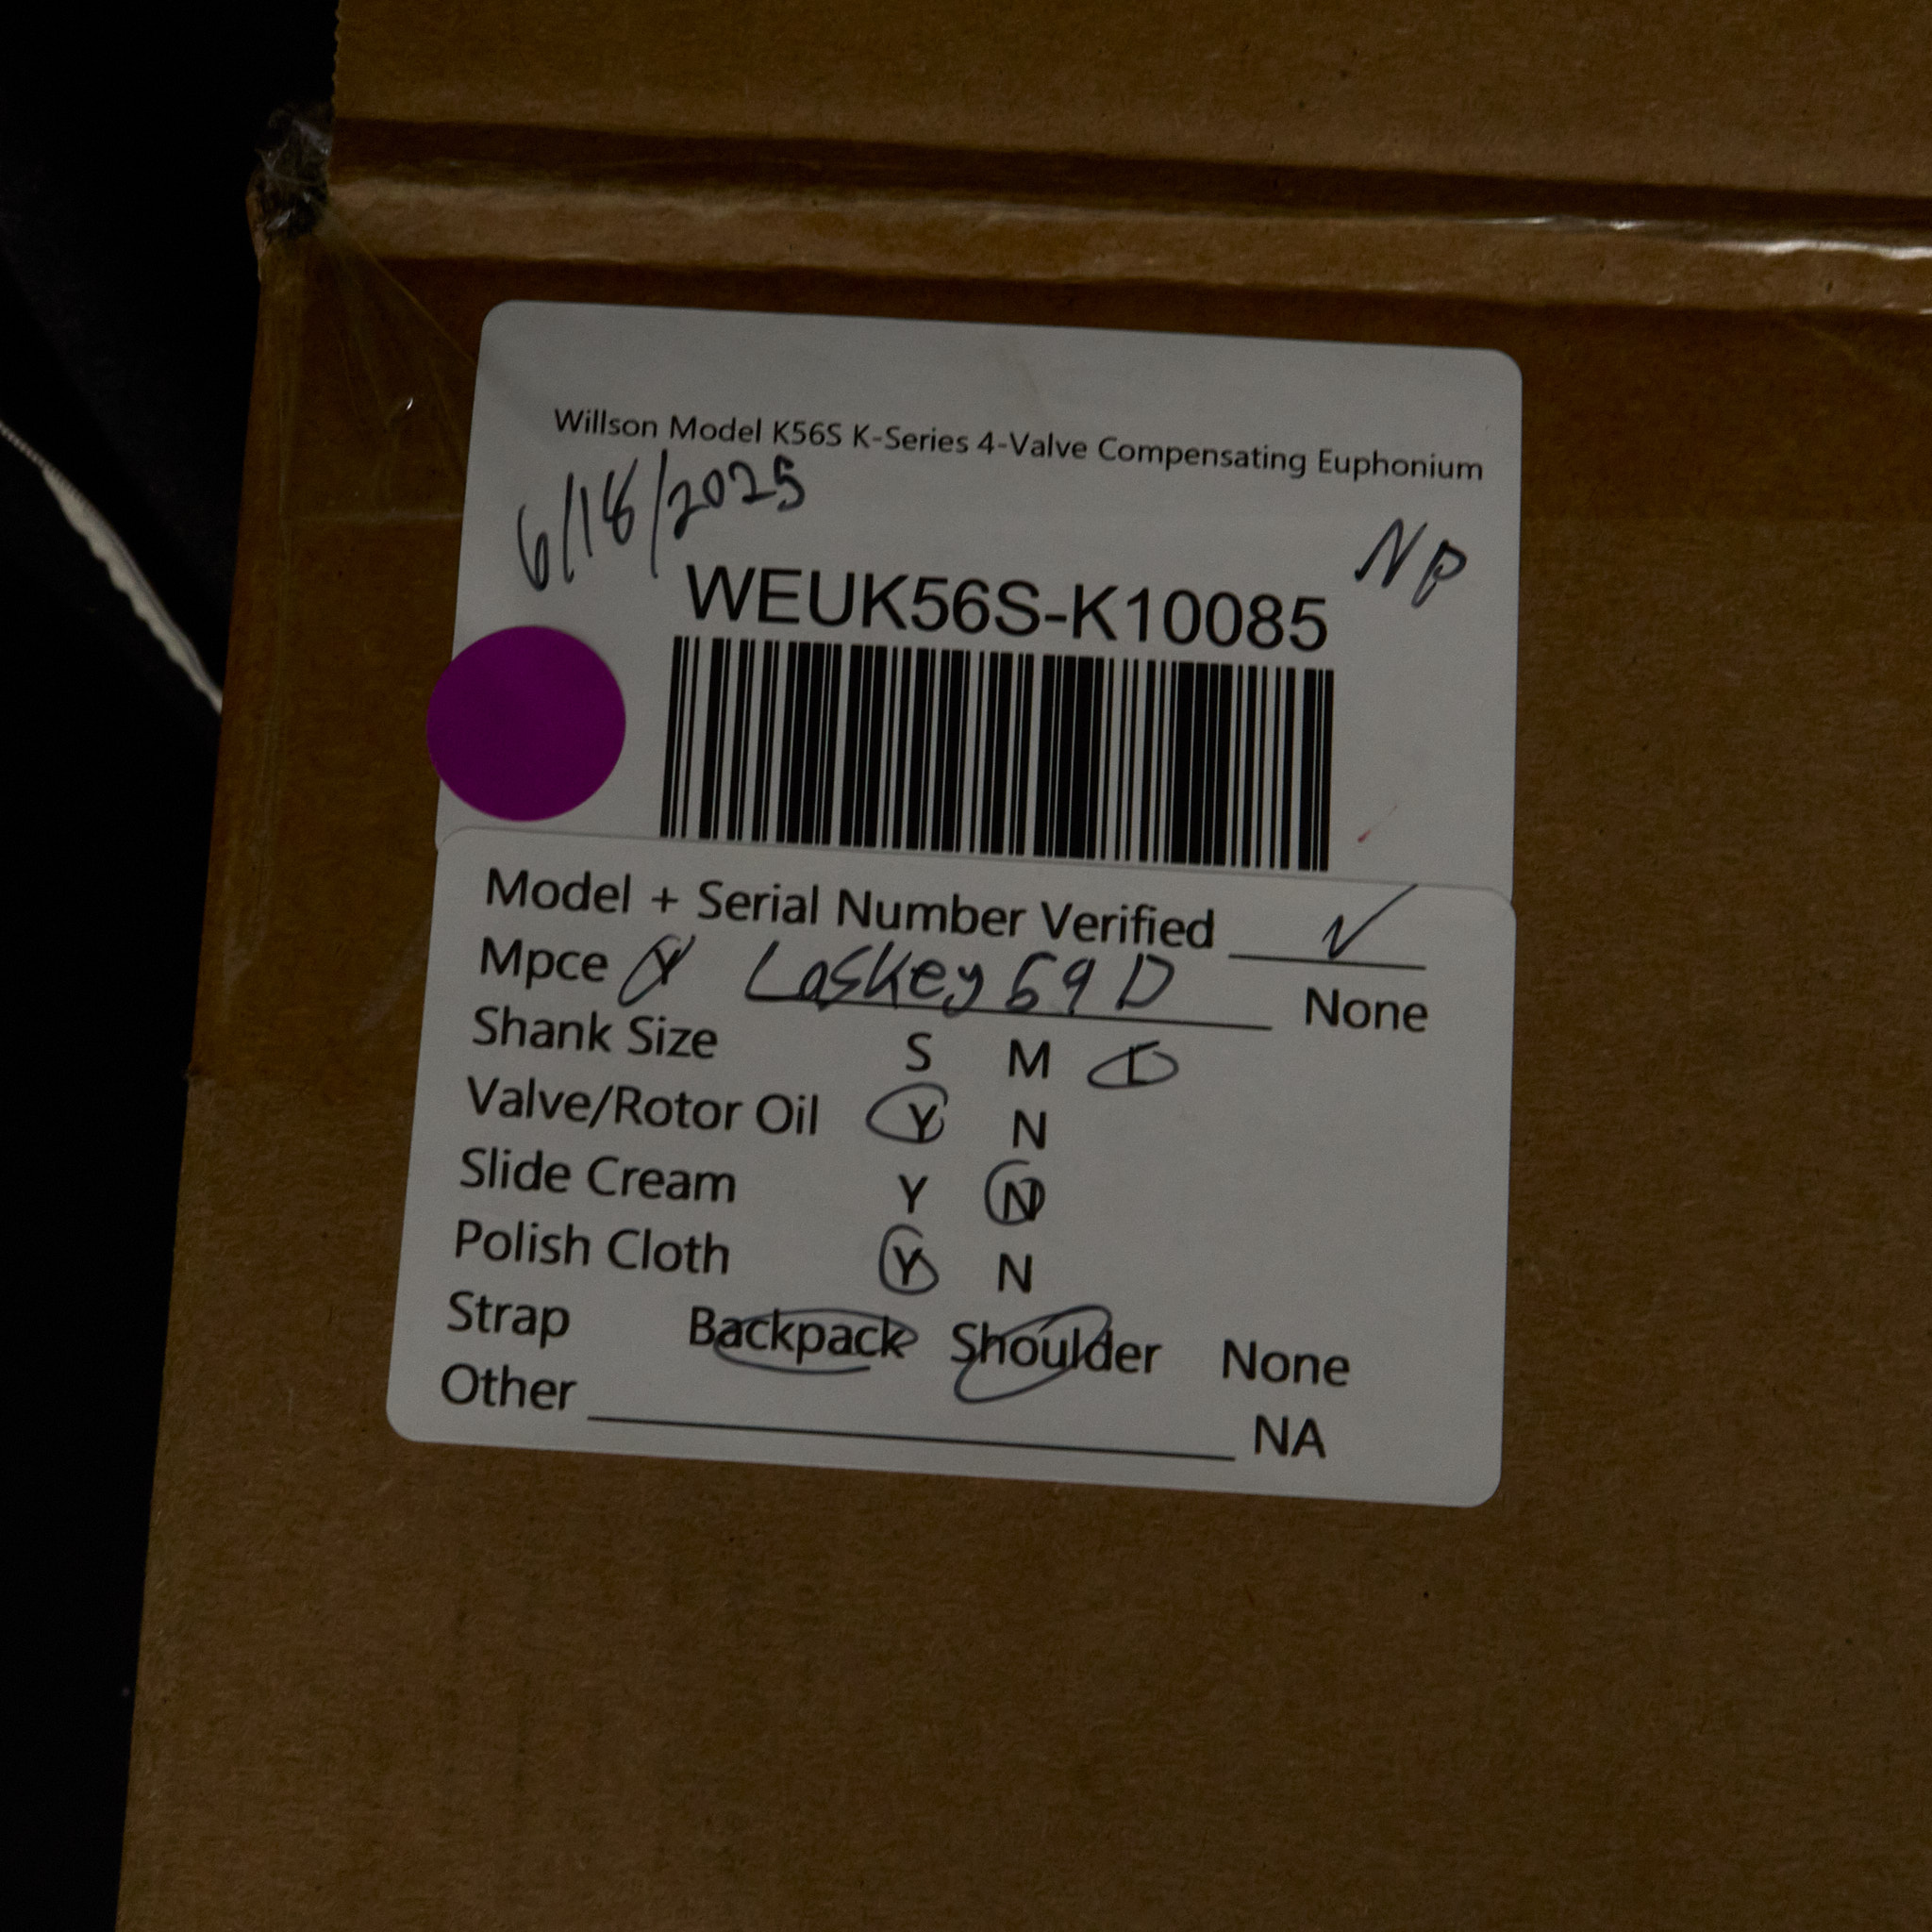 Willson Model K56S K-Series 4-Valve Compensating Euphonium
6/18/2025
NP
WEUK56S-K10085
Model + Serial Number Verified ✓
Mpce Y Laskey 59 D None
Shank Size S M L
Valve/Rotor Oil Y N
Slide Cream Y N
Polish Cloth Y N
Strap Backpack Shoulder None
Other NA